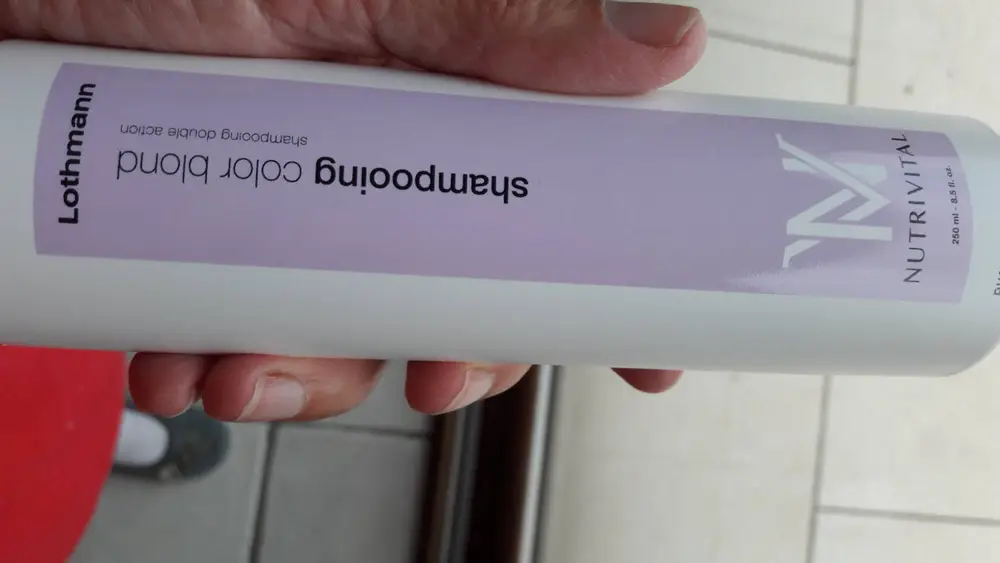 Lothmann
shampooing color blond
shampooing double action
NUTRIVITAL
250 ml - 8.5 fl. oz.